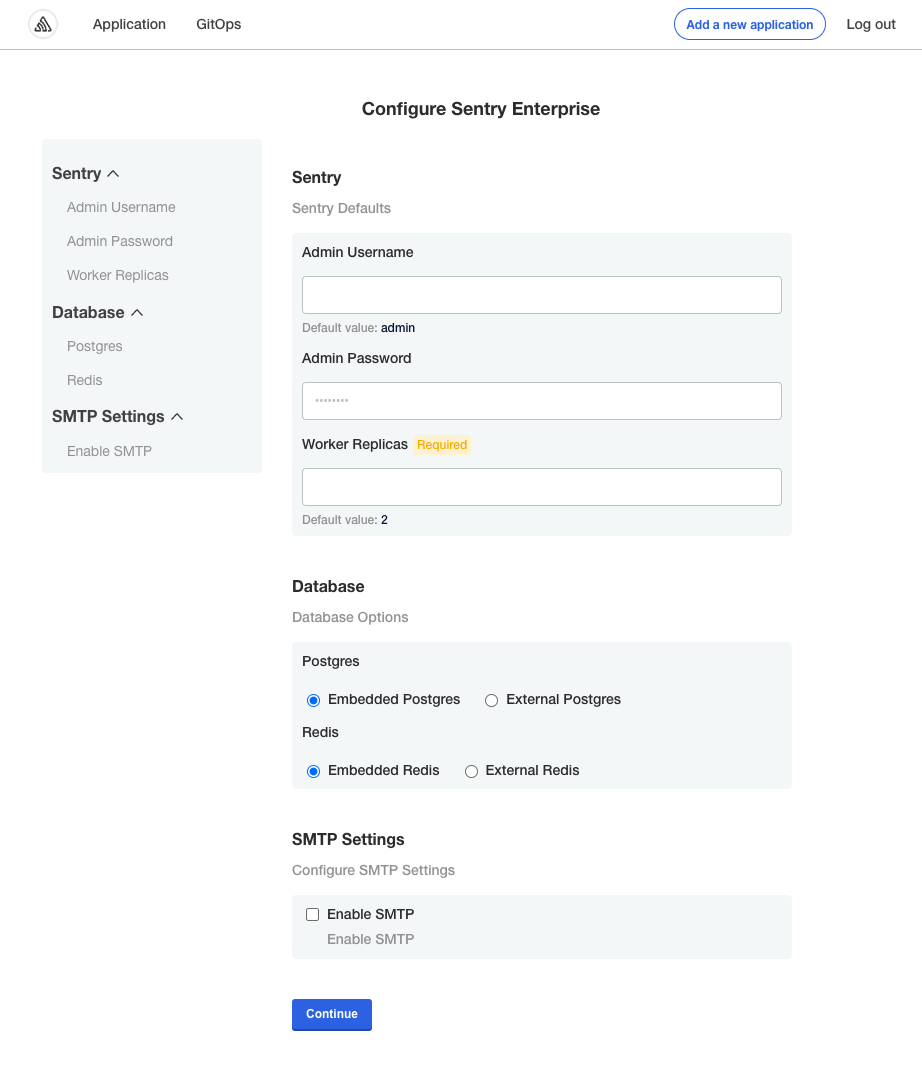 Application GitOps Add a new application Log out
Configure Sentry Enterprise
Sentry
Admin Username
Admin Password
Worker Replicas
Database
Postgres
Redis
SMTP Settings
Enable SMTP
Sentry
Sentry Defaults
Admin Username
Default value: admin
Admin Password
••••••••
Worker Replicas Required
Default value: 2
Database
Database Options
Postgres
Embedded Postgres External Postgres
Redis
Embedded Redis External Redis
SMTP Settings
Configure SMTP Settings
Enable SMTP
Enable SMTP
Continue